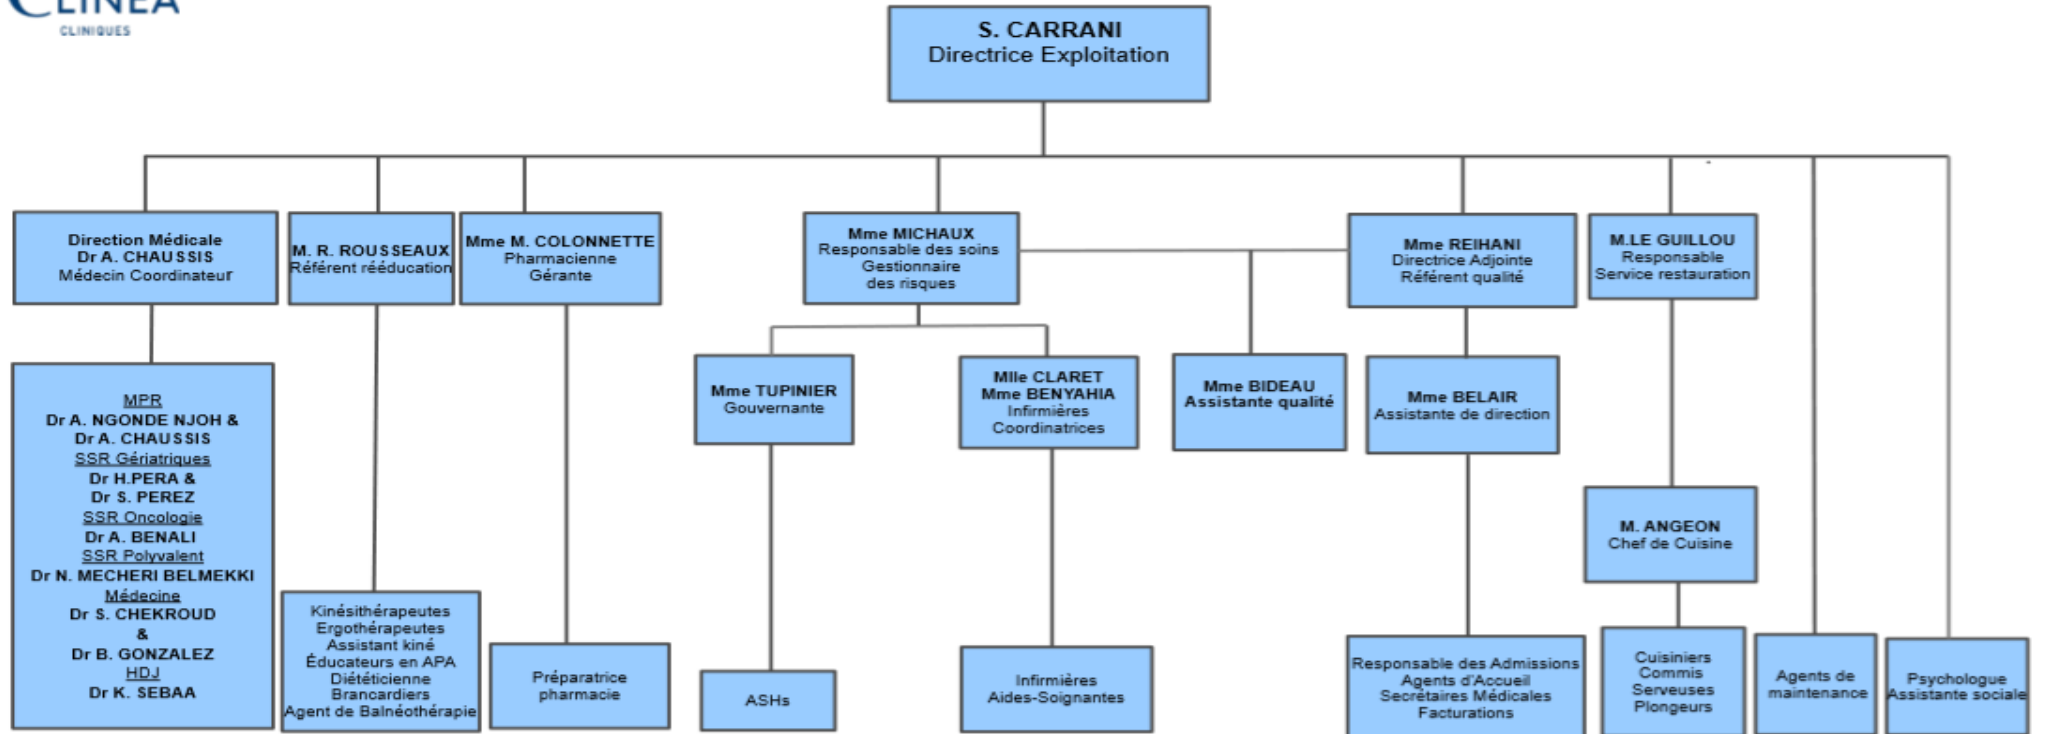 CLINEA
CLINIQUES
S. CARRANI
Directrice Exploitation
Direction Médicale
Dr A. CHAUSSIS
Médecin Coordinateur
M. R. ROUSSEAUX
Référent rééducation
Mme M. COLONNETTE
Pharmacienne
Gérante
Mme MICHAUX
Responsable des soins
Gestionnaire
des risques
Mme REIHANI
Directrice Adjointe
Référent qualité
M.LE GUILLOU
Responsable
Service restauration
Mme TUPINIER
Gouvernante
Mlle CLARET
Mme BENYAHIA
Infirmières
Coordinatrices
Mme BIDEAU
Assistante qualité
Mme BELAIR
Assistante de direction
MPR
Dr A. NGONDE NJOH &
Dr A. CHAUSSIS
SSR Gériatriques
Dr H.PERA &
Dr S. PEREZ
SSR Oncologie
Dr A. BENALI
SSR Polyvalent
Dr N. MECHERI BELMEKKI
Médecine
Dr S. CHEKROUD
&
Dr B. GONZALEZ
HDJ
Dr K. SEBAA
M. ANGEON
Chef de Cuisine
Kinésithérapeutes
Ergothérapeutes
Assistant kiné
Éducateurs en APA
Diététicienne
Brancardiers
Agent de Balnéothérapie
Préparatrice
pharmacie
ASHs
Infirmières
Aides-Soignantes
Responsable des Admissions
Agents d'Accueil
Secrétaires Médicales
Facturations
Cuisiniers
Commis
Serveuses
Plongeurs
Agents de
maintenance
Psychologue
Assistante sociale